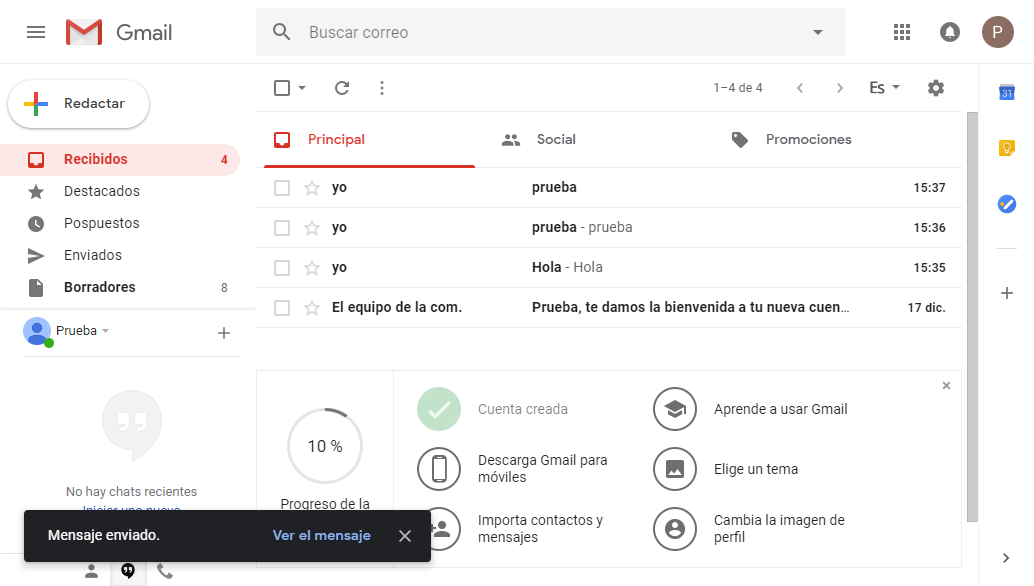 Gmail
Buscar correo
P
Redactar
1–4 de 4
Es
31
Recibidos 4
Destacados
Pospuestos
Enviados
Borradores 8
Principal
Social
Promociones
yo prueba 15:37
yo prueba - prueba 15:36
yo Hola - Hola 15:35
El equipo de la com. Prueba, te damos la bienvenida a tu nueva cuen... 17 dic.
Prueba
No hay chats recientes
Iniciar uno nuevo
10 %
Progreso de la
Cuenta creada
Aprende a usar Gmail
Descarga Gmail para
móviles
Elige un tema
Importa contactos y
mensajes
Cambia la imagen de
perfil
Mensaje enviado. Ver el mensaje